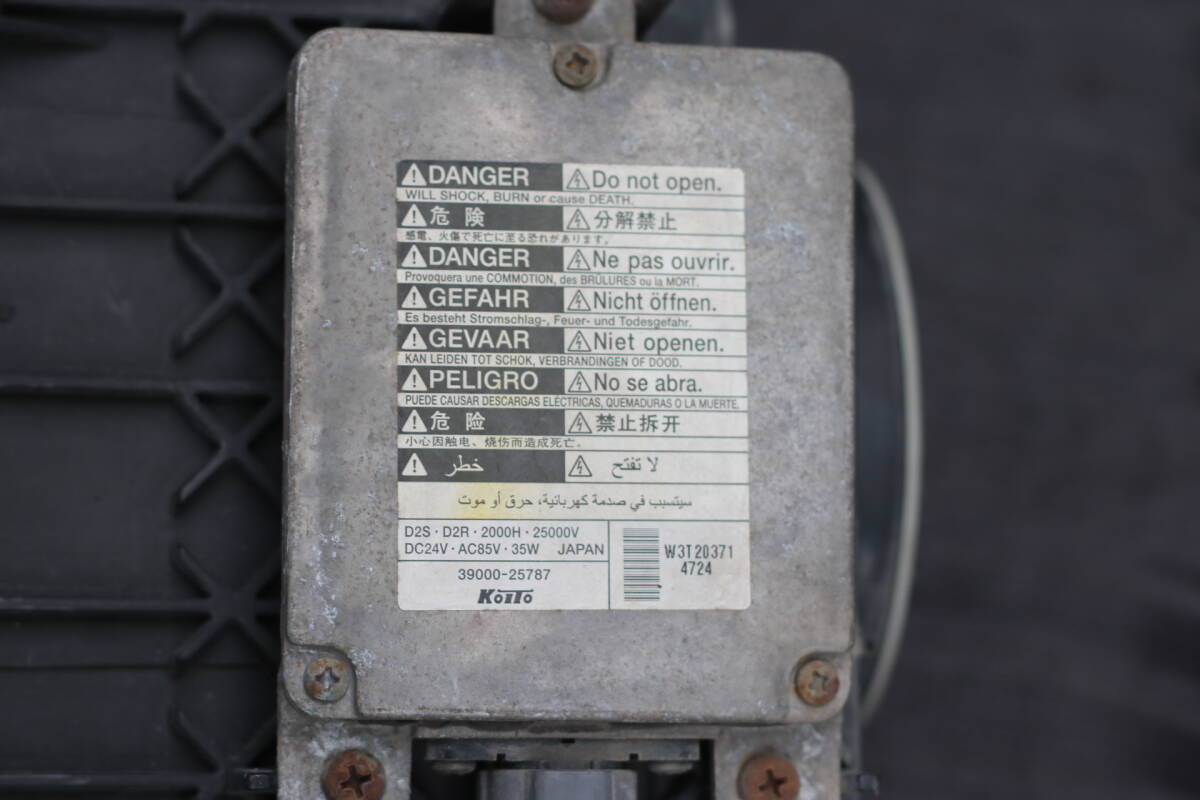 DANGER Do not open.
WILL SHOCK, BURN or cause DEATH.
危険 分解禁止
感電、火傷で死亡に至る恐れがあります。
DANGER Ne pas ouvrir.
Provoquera une COMMOTION, des BRÛLURES ou la MORT.
GEFAHR Nicht öffnen.
Es besteht Stromschlag-, Feuer- und Todesgefahr.
GEVAAR Niet openen.
KAN LEIDEN TOT SCHOK, VERBRANDINGEN OF DOOD.
PELIGRO No se abra.
PUEDE CAUSAR DESCARGAS ELÉCTRICAS, QUEMADURAS O LA MUERTE.
危险 禁止拆开
小心因触电、烧伤而造成死亡。
خطر لا تفتح
سيتسبب في صدمة كهربائية، حرق أو موت
D2S・D2R・2000H・25000V
DC24V・AC85V・35W JAPAN
39000-25787
KOITO
W3T20371
4724